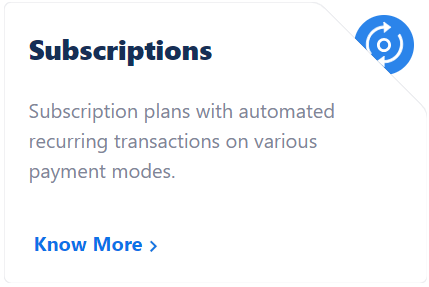 Subscriptions
Subscription plans with automated
recurring transactions on various
payment modes.
Know More >